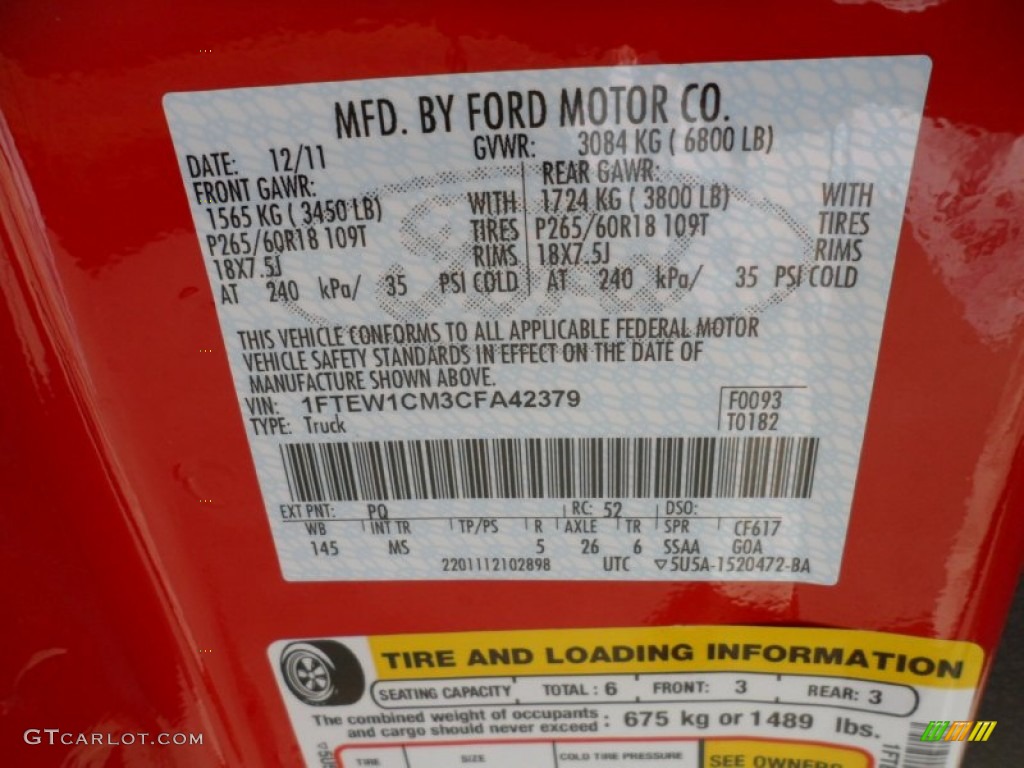 MFD. BY FORD MOTOR CO.
DATE: 12/11 GVWR: 3084 KG ( 6800 LB)
FRONT GAWR: REAR GAWR:
1565 KG ( 3450 LB) WITH 1724 KG ( 3800 LB) WITH
P265/60R18 109T TIRES P265/60R18 109T TIRES
18X7.5J RIMS 18X7.5J RIMS
AT 240 kPa/ 35 PSI COLD AT 240 kPa/ 35 PSI COLD
THIS VEHICLE CONFORMS TO ALL APPLICABLE FEDERAL MOTOR
VEHICLE SAFETY STANDARDS IN EFFECT ON THE DATE OF
MANUFACTURE SHOWN ABOVE.
VIN: 1FTEW1CM3CFA42379 F0093
TYPE: Truck T0182
EXT PNT: PQ RC: 52 DSO:
WB INT TR TP/PS R AXLE TR SPR CF617
145 MS 5 26 6 SSAA GOA
2201112102898 UTC ▽5U5A-1520472-BA
TIRE AND LOADING INFORMATION
SEATING CAPACITY TOTAL : 6 FRONT: 3 REAR: 3
The combined weight of occupants
and cargo should never exceed : 675 kg or 1489 lbs.
TIRE SIZE COLD TIRE PRESSURE SEE OWNERS
GTCARLOT.COM